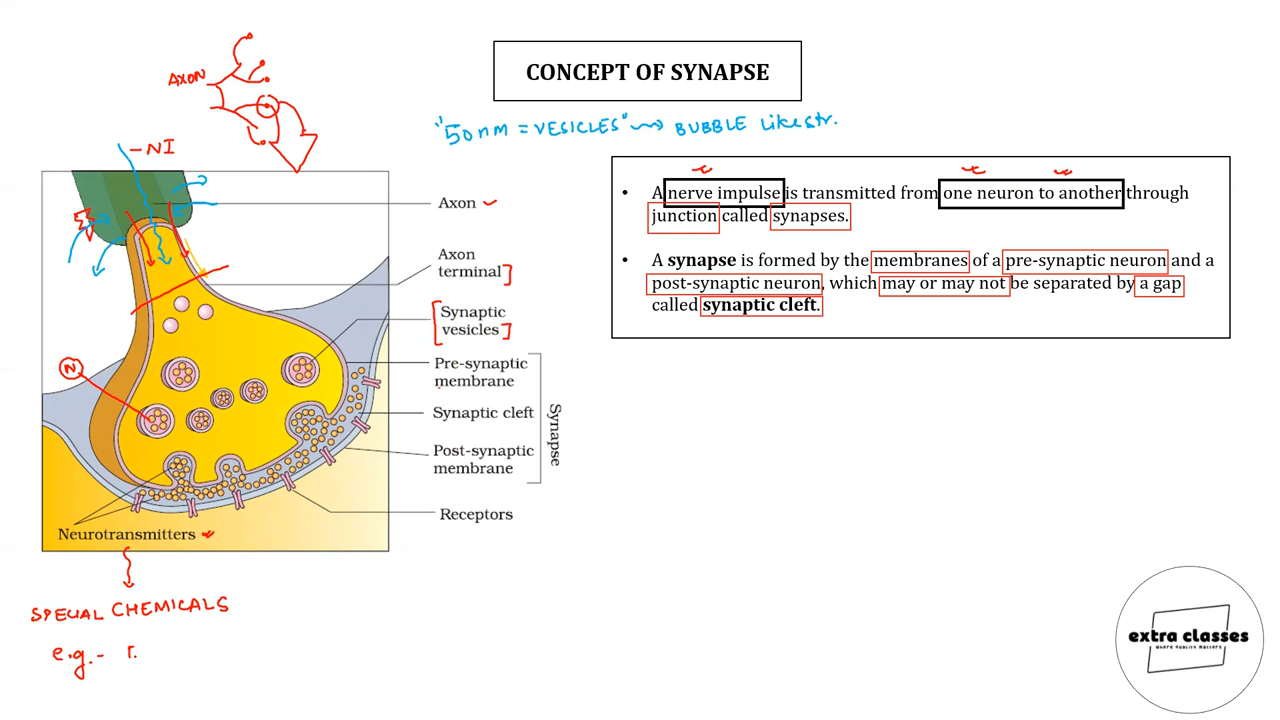 CONCEPT OF SYNAPSE
AXON
"50nm = VESICLES" BUBBLE Like str.
-NI
• A nerve impulse is transmitted from one neuron to another through
junction called synapses.
• A synapse is formed by the membranes of a pre-synaptic neuron and a
post-synaptic neuron, which may or may not be separated by a gap
called synaptic cleft.
Axon
Axon
terminal
Synaptic
vesicles
N
Pre-synaptic
membrane
Synaptic cleft
Post-synaptic
membrane
Synapse
Receptors
Neurotransmitters
SPECIAL CHEMICALS
e.g.-
extra classes
where quality matters